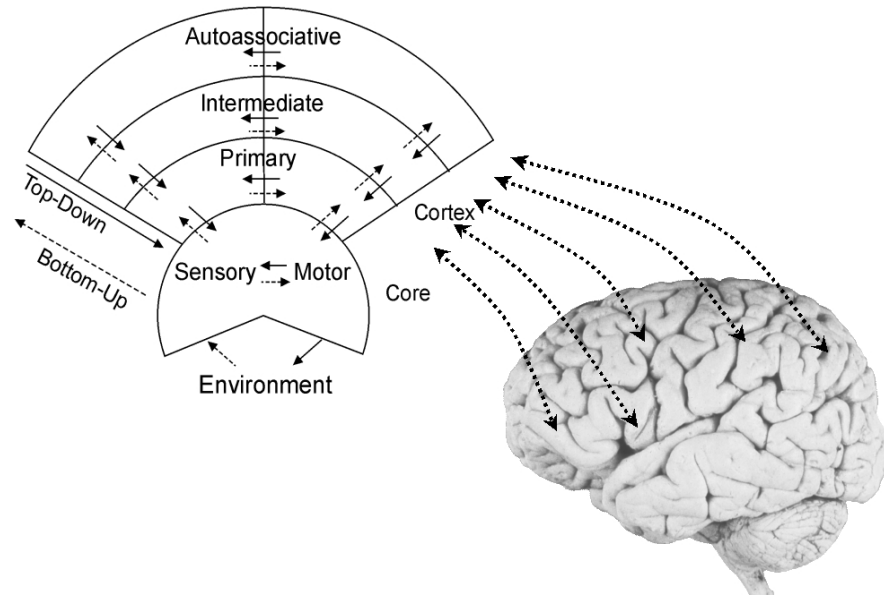 Autoassociative
Intermediate
Primary
Top-Down
Bottom-Up
Cortex
Sensory
Motor
Core
Environment